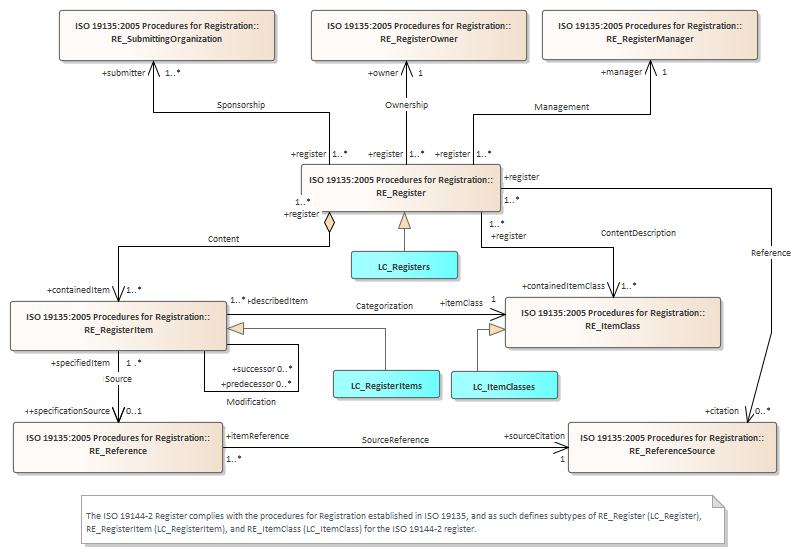 ISO 19135:2005 Procedures for Registration::
RE_SubmittingOrganization
ISO 19135:2005 Procedures for Registration::
RE_RegisterOwner
ISO 19135:2005 Procedures for Registration::
RE_RegisterManager
+submitter 1..*
+owner 1
+manager 1
Sponsorship
Ownership
Management
+register 1..*
+register 1..*
+register 1..*
ISO 19135:2005 Procedures for Registration::
RE_Register
+register
1..*
1..*
+register
1..*
+register
Content
ContentDescription
Reference
LC_Registers
+containedItem 1..*
+containedItemClass 1..*
ISO 19135:2005 Procedures for Registration::
RE_RegisterItem
1..* +describedItem
Categorization
+itemClass 1
ISO 19135:2005 Procedures for Registration::
RE_ItemClass
+specifiedItem 1..*
Source
+successor 0..*
+predecessor 0..*
Modification
LC_RegisterItems
LC_ItemClasses
++specificationSource 0..1
+citation 0..*
ISO 19135:2005 Procedures for Registration::
RE_Reference
+itemReference
1..*
SourceReference
+sourceCitation
1
ISO 19135:2005 Procedures for Registration::
RE_ReferenceSource
The ISO 19144-2 Register complies with the procedures for Registration established in ISO 19135, and as such defines subtypes of RE_Register (LC_Register),
RE_RegisterItem (LC_RegisterItem), and RE_ItemClass (LC_ItemClass) for the ISO 19144-2 register.